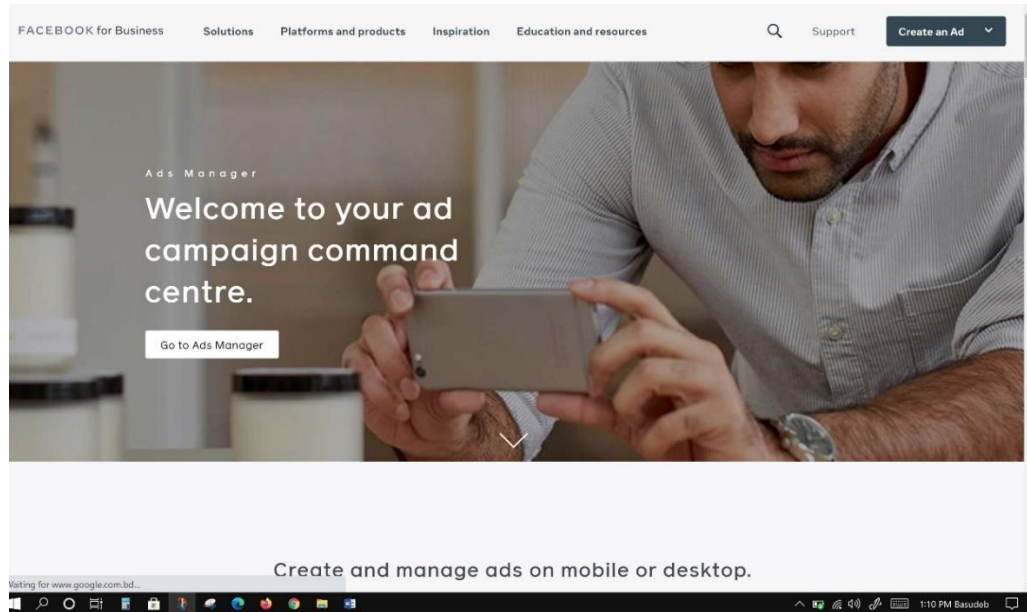 FACEBOOK for Business Solutions Platforms and products Inspiration Education and resources Support Create an Ad
Ads Manager
Welcome to your ad
campaign command
centre.
Go to Ads Manager
Create and manage ads on mobile or desktop.
Waiting for www.google.com.bd...
1:10 PM Basudeb